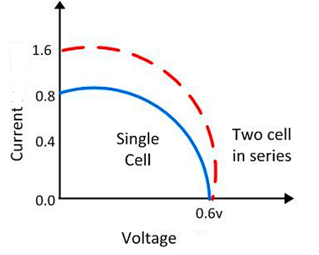 1.6
0.8
0.4
0.0
Current
Single
Cell
Two cell
in series
0.6v
Voltage